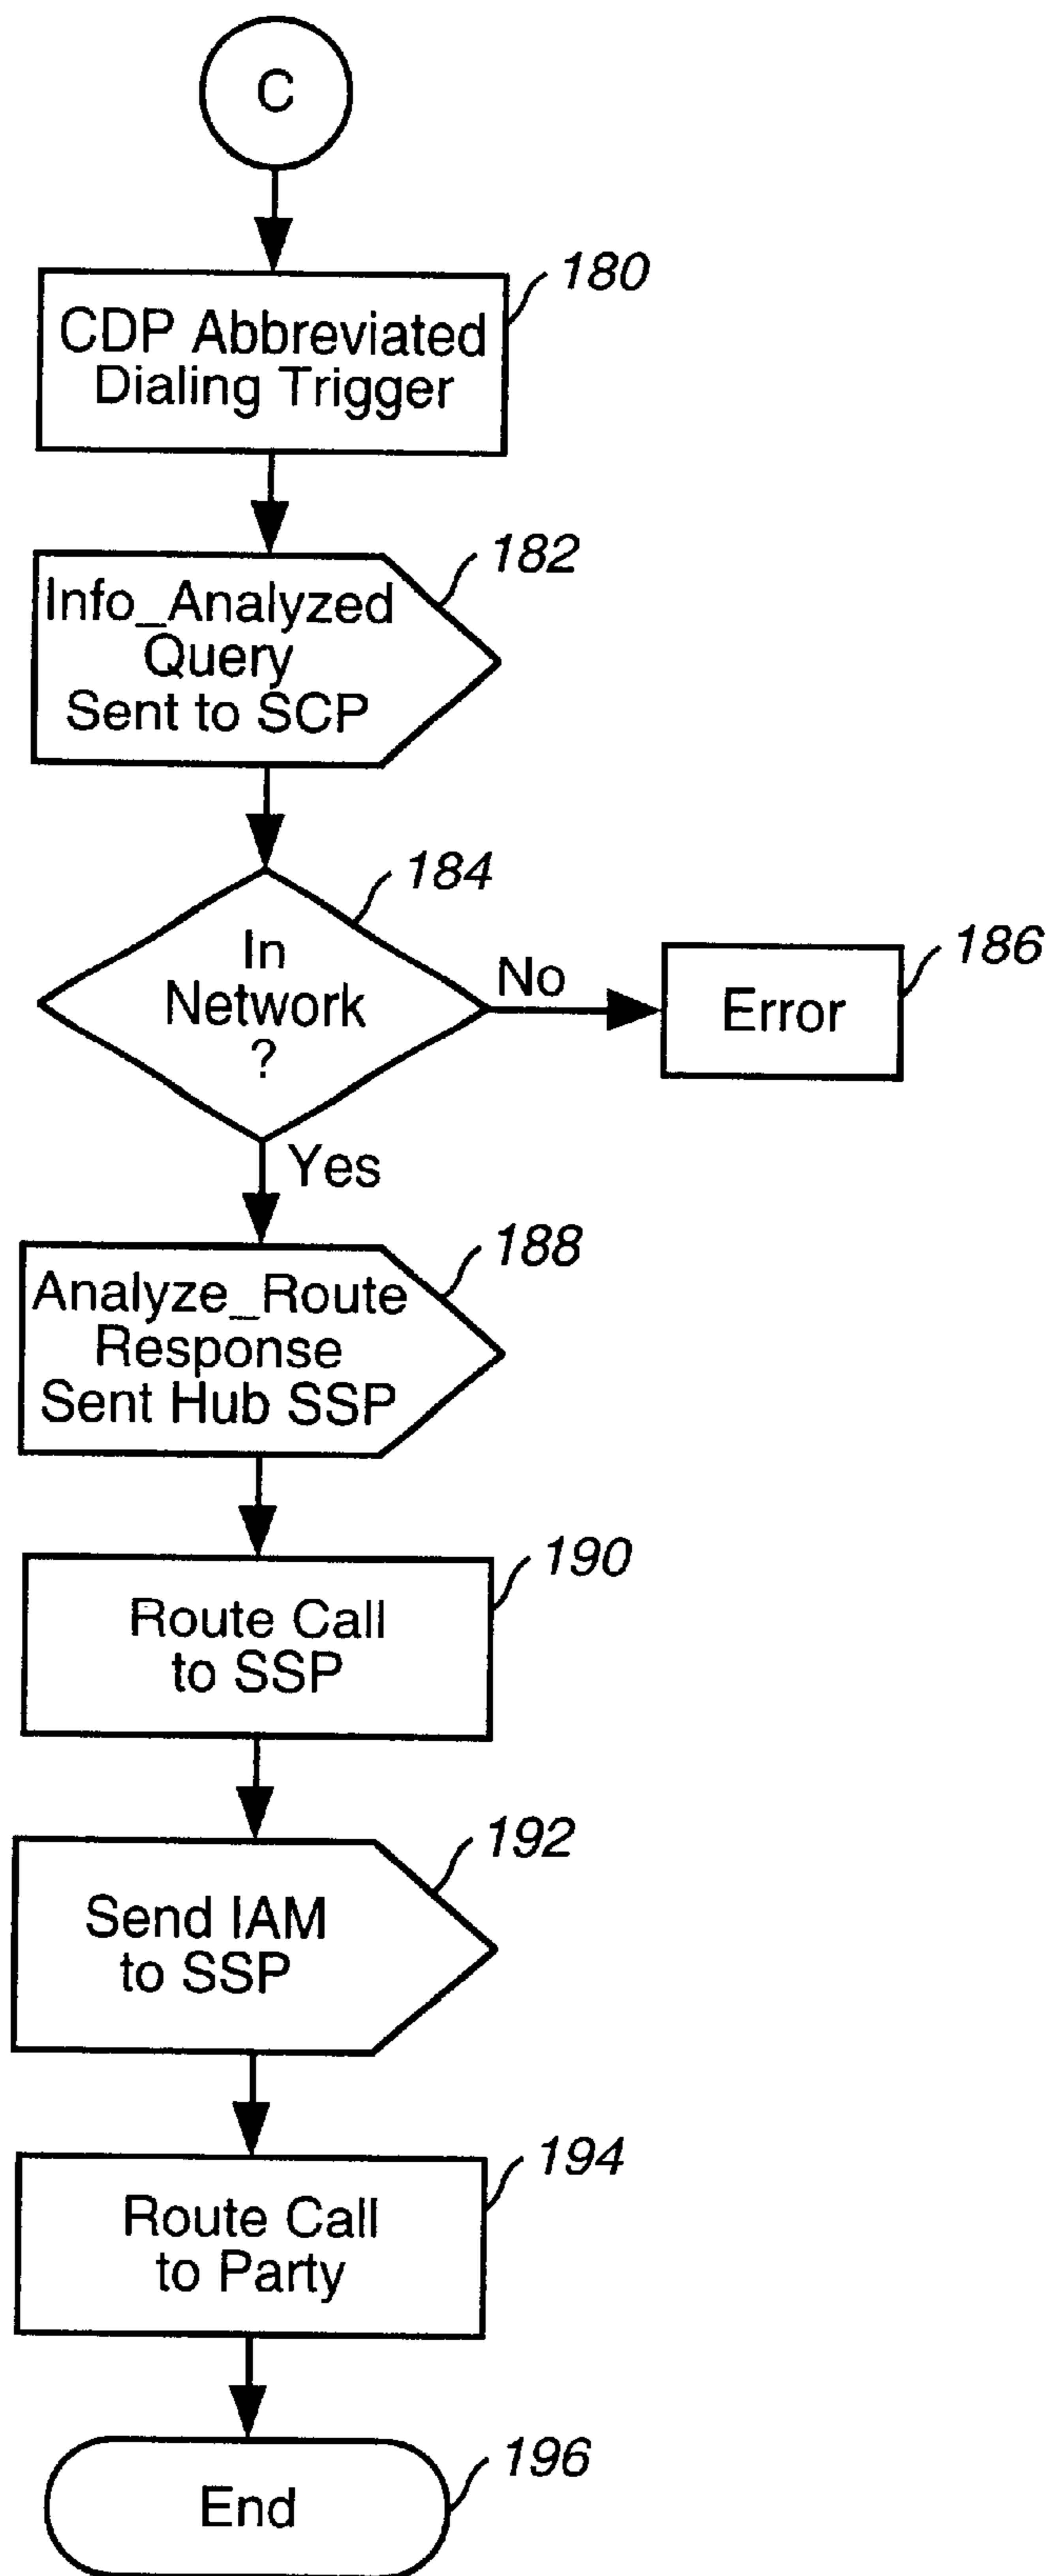 C
180
CDP Abbreviated
Dialing Trigger
182
Info_Analyzed
Query
Sent to SCP
184
In
Network
?
No
186
Error
Yes
188
Analyze_Route
Response
Sent Hub SSP
190
Route Call
to SSP
192
Send IAM
to SSP
194
Route Call
to Party
196
End